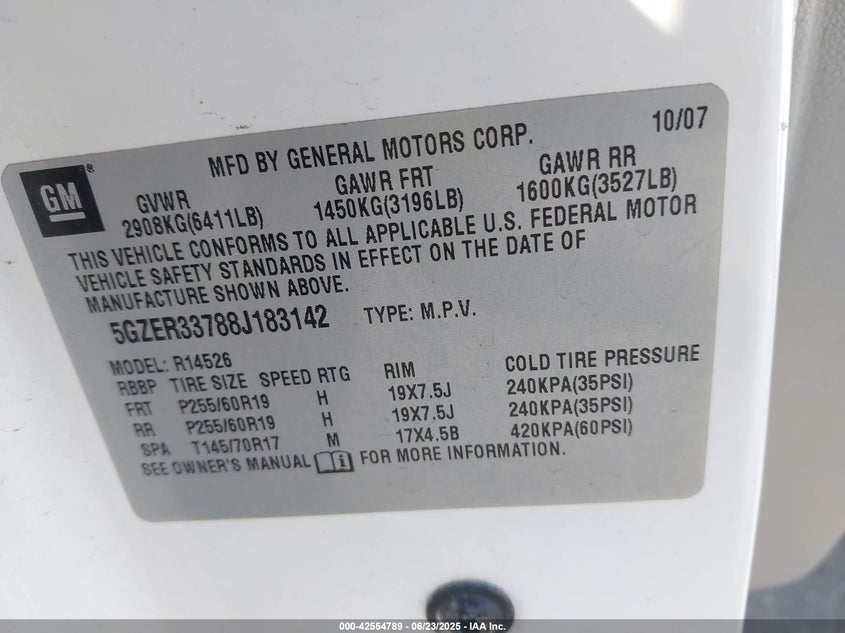 10/07
GM ®
MFD BY GENERAL MOTORS CORP.
GVWR GAWR FRT GAWR RR
2908KG(6411LB) 1450KG(3196LB) 1600KG(3527LB)
THIS VEHICLE CONFORMS TO ALL APPLICABLE U.S. FEDERAL MOTOR
VEHICLE SAFETY STANDARDS IN EFFECT ON THE DATE OF
MANUFACTURE SHOWN ABOVE.
5GZER33788J183142 TYPE: M.P.V.
MODEL: R14526
RBBP TIRE SIZE SPEED RTG RIM COLD TIRE PRESSURE
FRT P255/60R19 H 19X7.5J 240KPA(35PSI)
RR P255/60R19 H 19X7.5J 240KPA(35PSI)
SPA T145/70R17 M 17X4.5B 420KPA(60PSI)
SEE OWNER'S MANUAL FOR MORE INFORMATION.
000-42554789 - 06/23/2025 - IAA Inc.